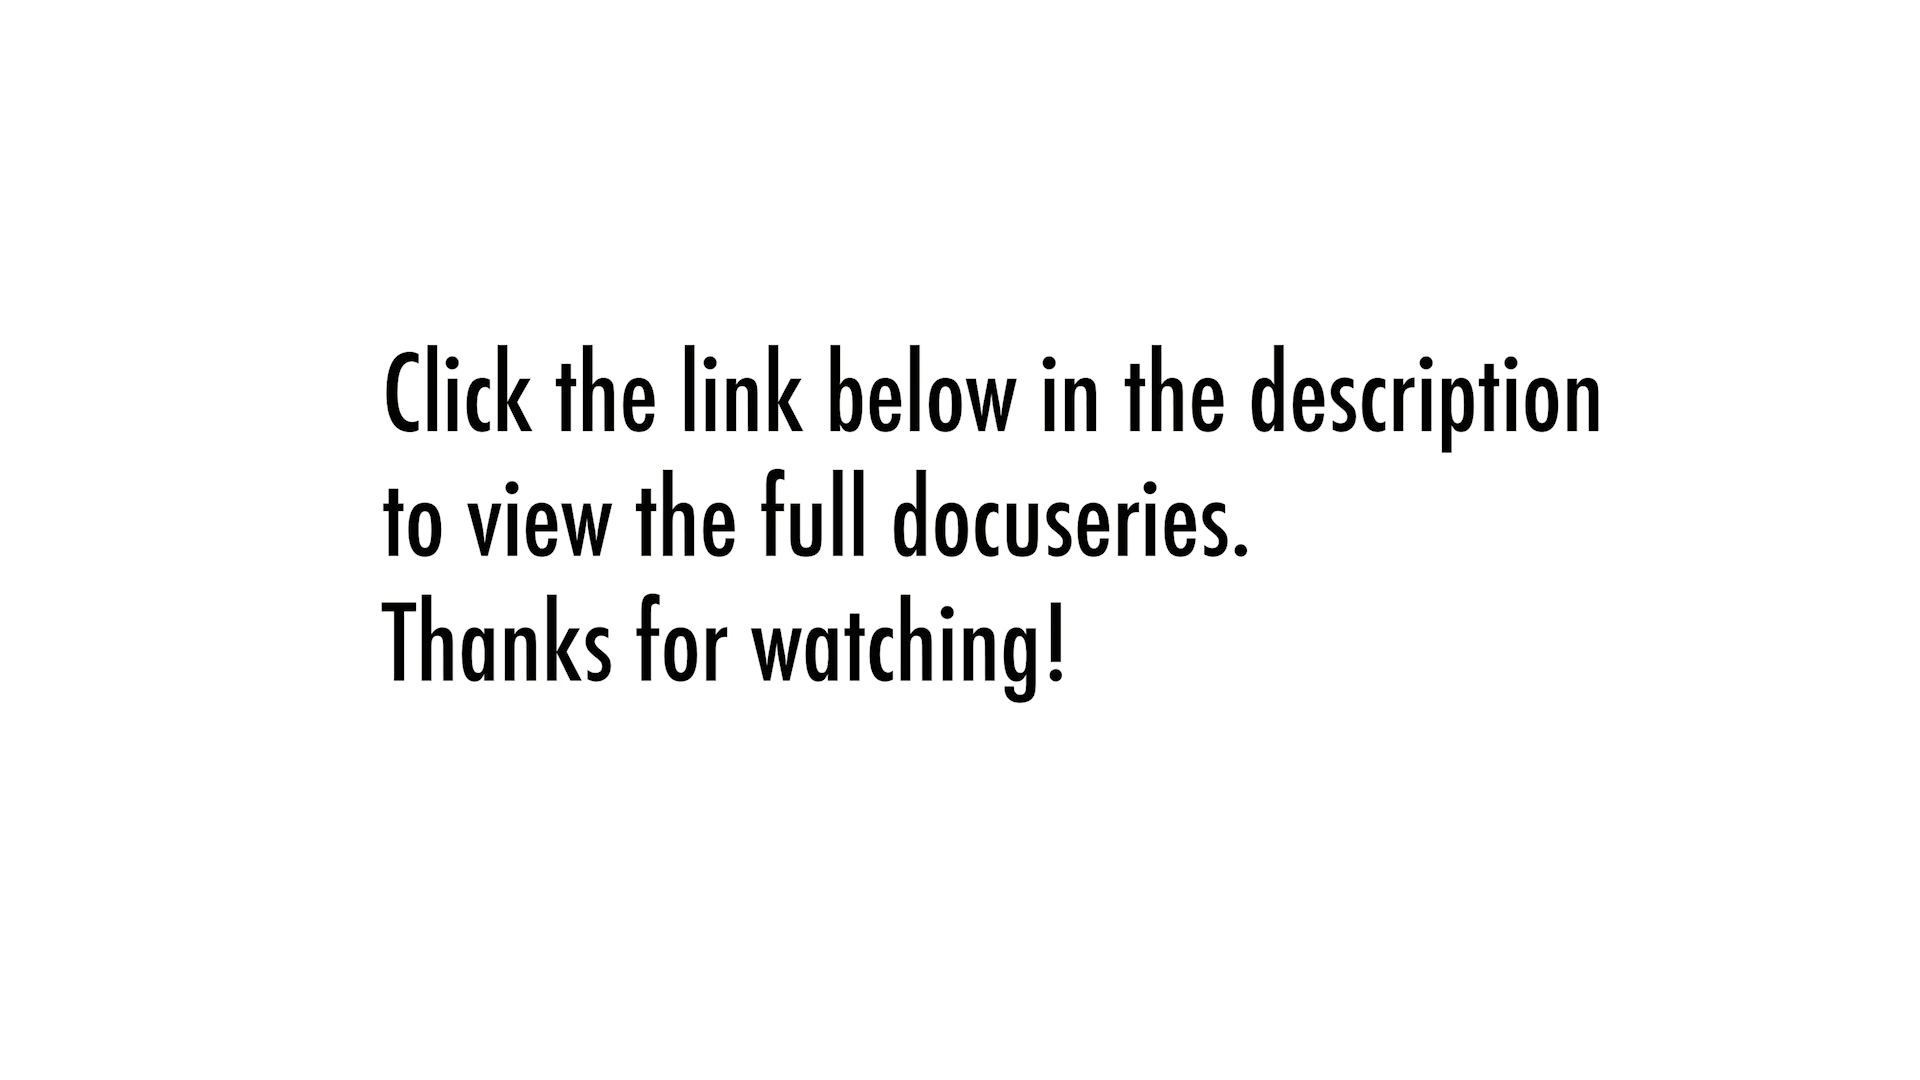 Click the link below in the description
to view the full docuseries.
Thanks for watching!